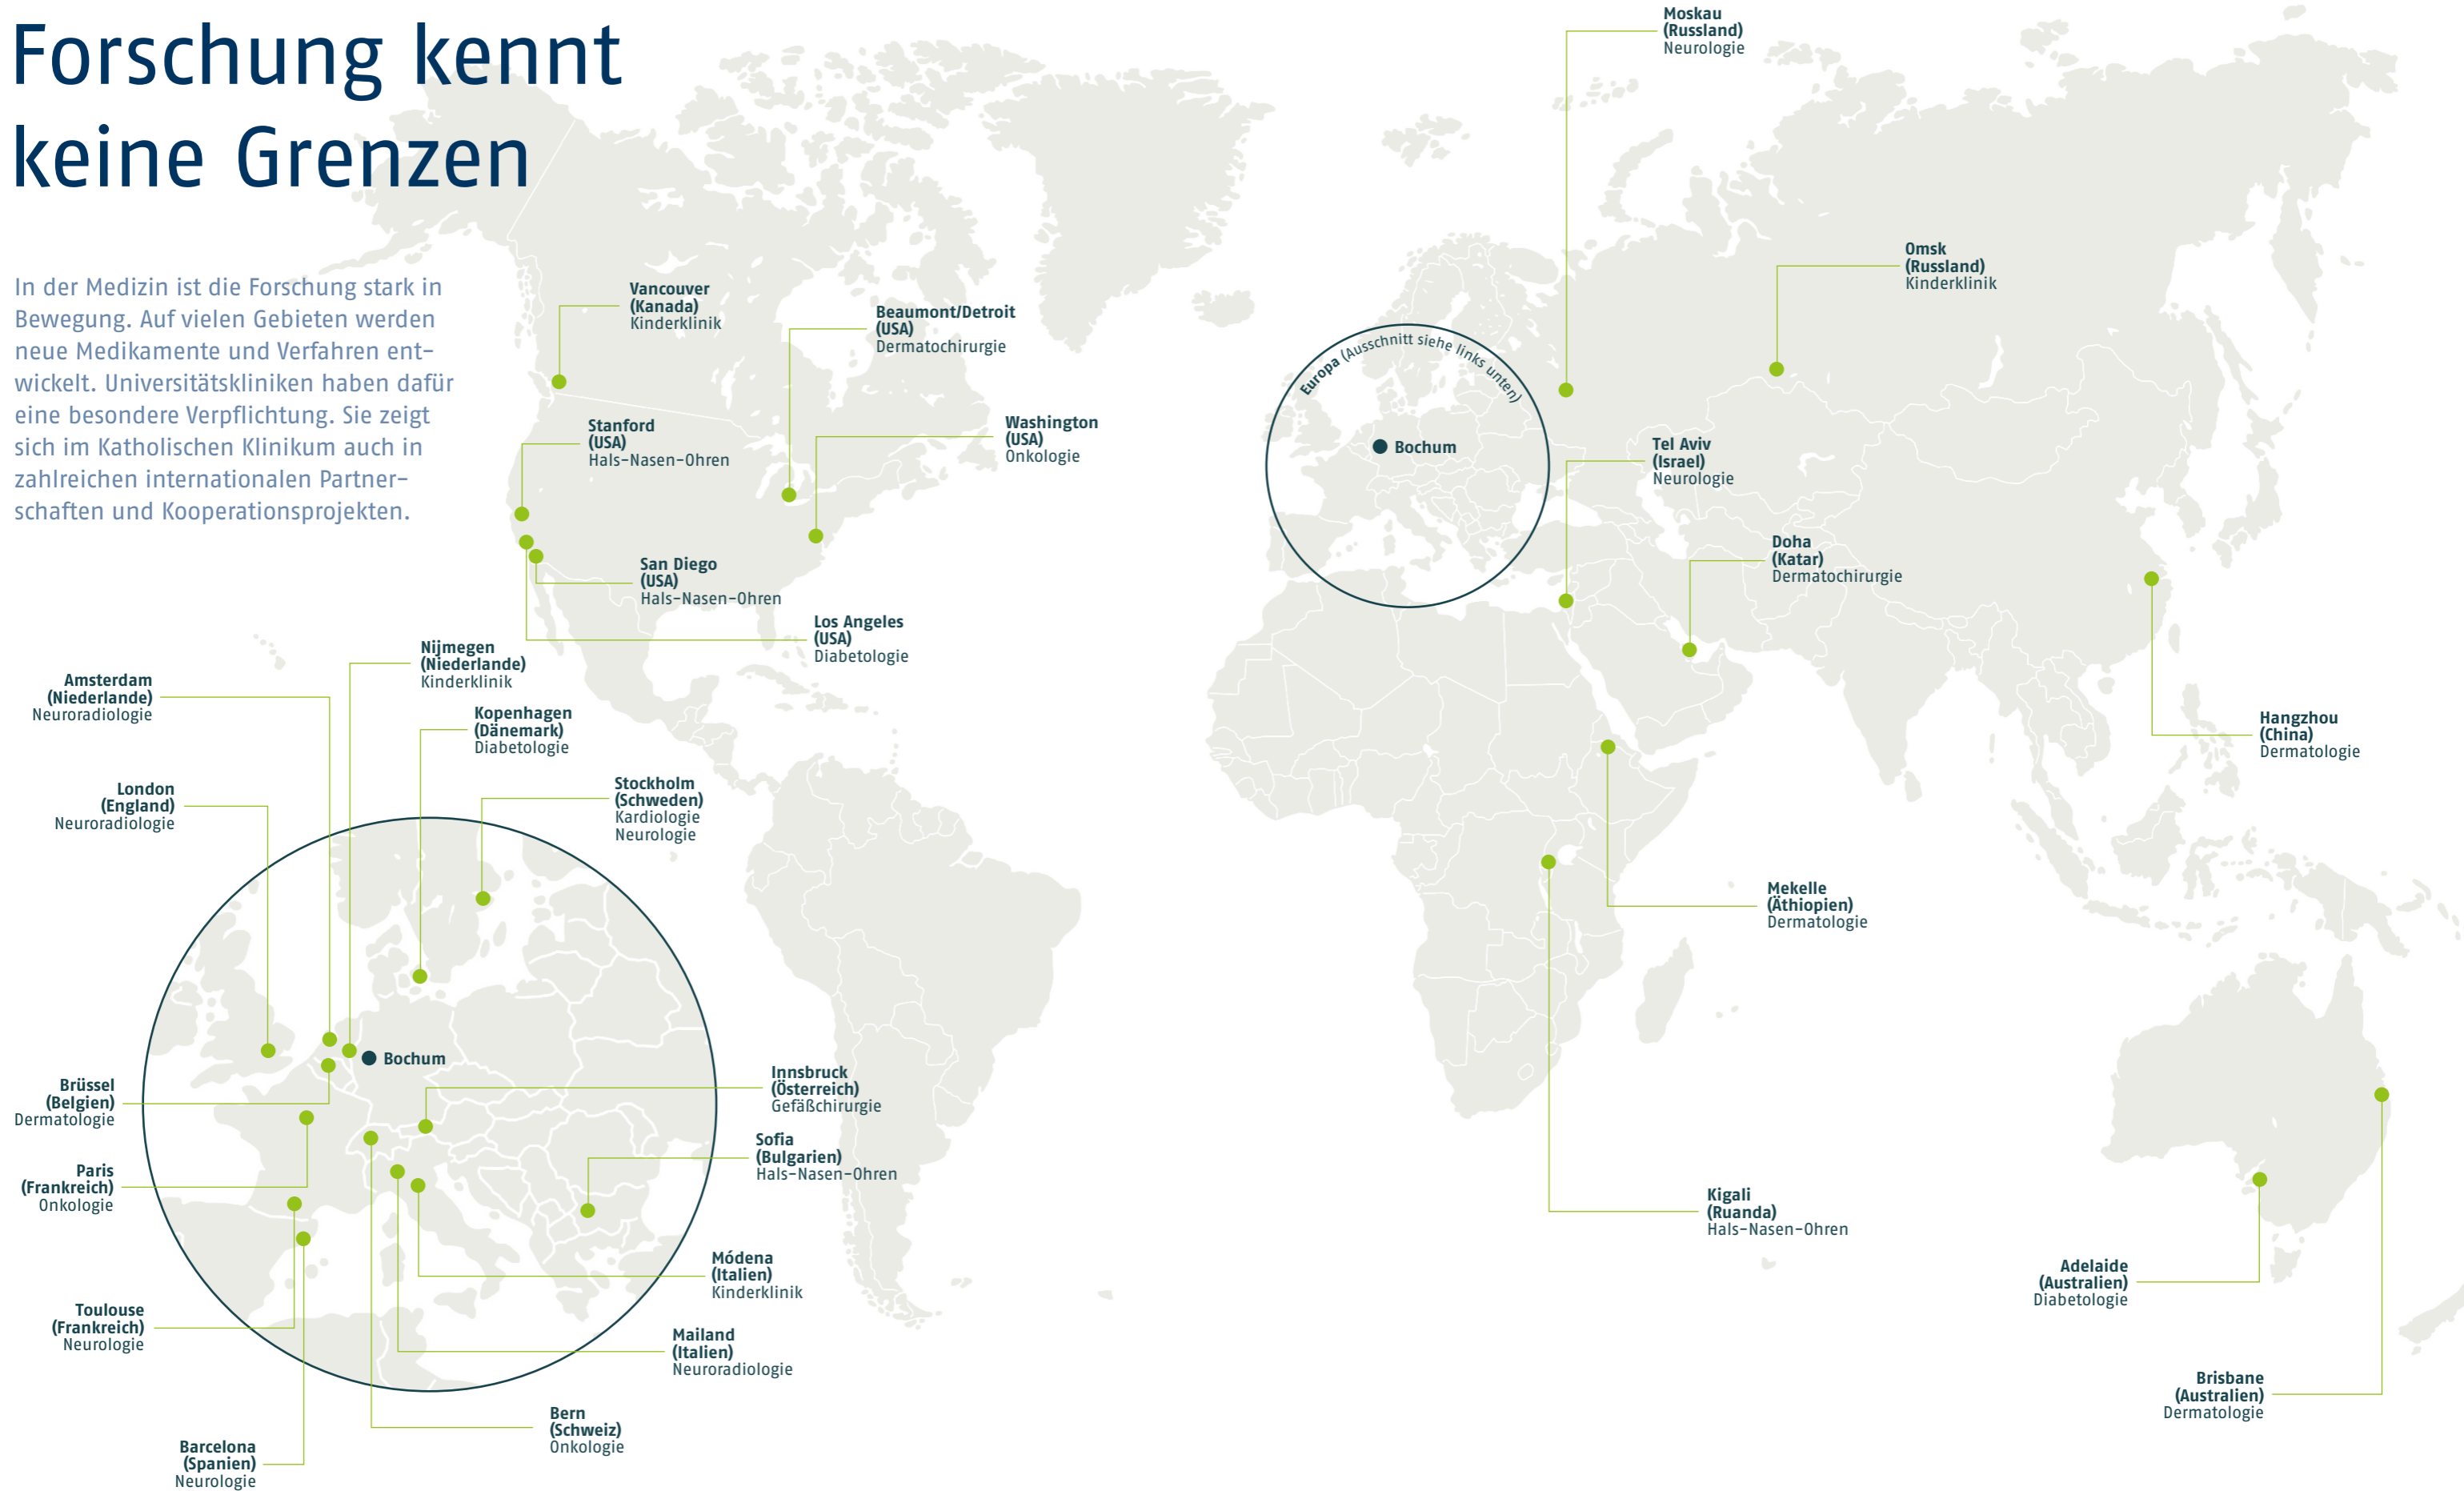 Forschung kennt
keine Grenzen
In der Medizin ist die Forschung stark in
Bewegung. Auf vielen Gebieten werden
neue Medikamente und Verfahren ent-
wickelt. Universitätskliniken haben dafür
eine besondere Verpflichtung. Sie zeigt
sich im Katholischen Klinikum auch in
zahlreichen internationalen Partner-
schaften und Kooperationsprojekten.
Vancouver
(Kanada)
Kinderklinik
Beaumont/Detroit
(USA)
Dermatochirurgie
Stanford
(USA)
Hals-Nasen-Ohren
Washington
(USA)
Onkologie
San Diego
(USA)
Hals-Nasen-Ohren
Los Angeles
(USA)
Diabetologie
Moskau
(Russland)
Neurologie
Omsk
(Russland)
Kinderklinik
Europa (Ausschnitt siehe links unten)
Bochum
Tel Aviv
(Israel)
Neurologie
Doha
(Katar)
Dermatochirurgie
Hangzhou
(China)
Dermatologie
Mekelle
(Äthiopien)
Dermatologie
Kigali
(Ruanda)
Hals-Nasen-Ohren
Adelaide
(Australien)
Diabetologie
Brisbane
(Australien)
Dermatologie
Nijmegen
(Niederlande)
Kinderklinik
Amsterdam
(Niederlande)
Neuroradiologie
Kopenhagen
(Dänemark)
Diabetologie
London
(England)
Neuroradiologie
Stockholm
(Schweden)
Kardiologie
Neurologie
Bochum
Brüssel
(Belgien)
Dermatologie
Innsbruck
(Österreich)
Gefäßchirurgie
Sofia
(Bulgarien)
Hals-Nasen-Ohren
Paris
(Frankreich)
Onkologie
Módena
(Italien)
Kinderklinik
Toulouse
(Frankreich)
Neurologie
Mailand
(Italien)
Neuroradiologie
Bern
(Schweiz)
Onkologie
Barcelona
(Spanien)
Neurologie